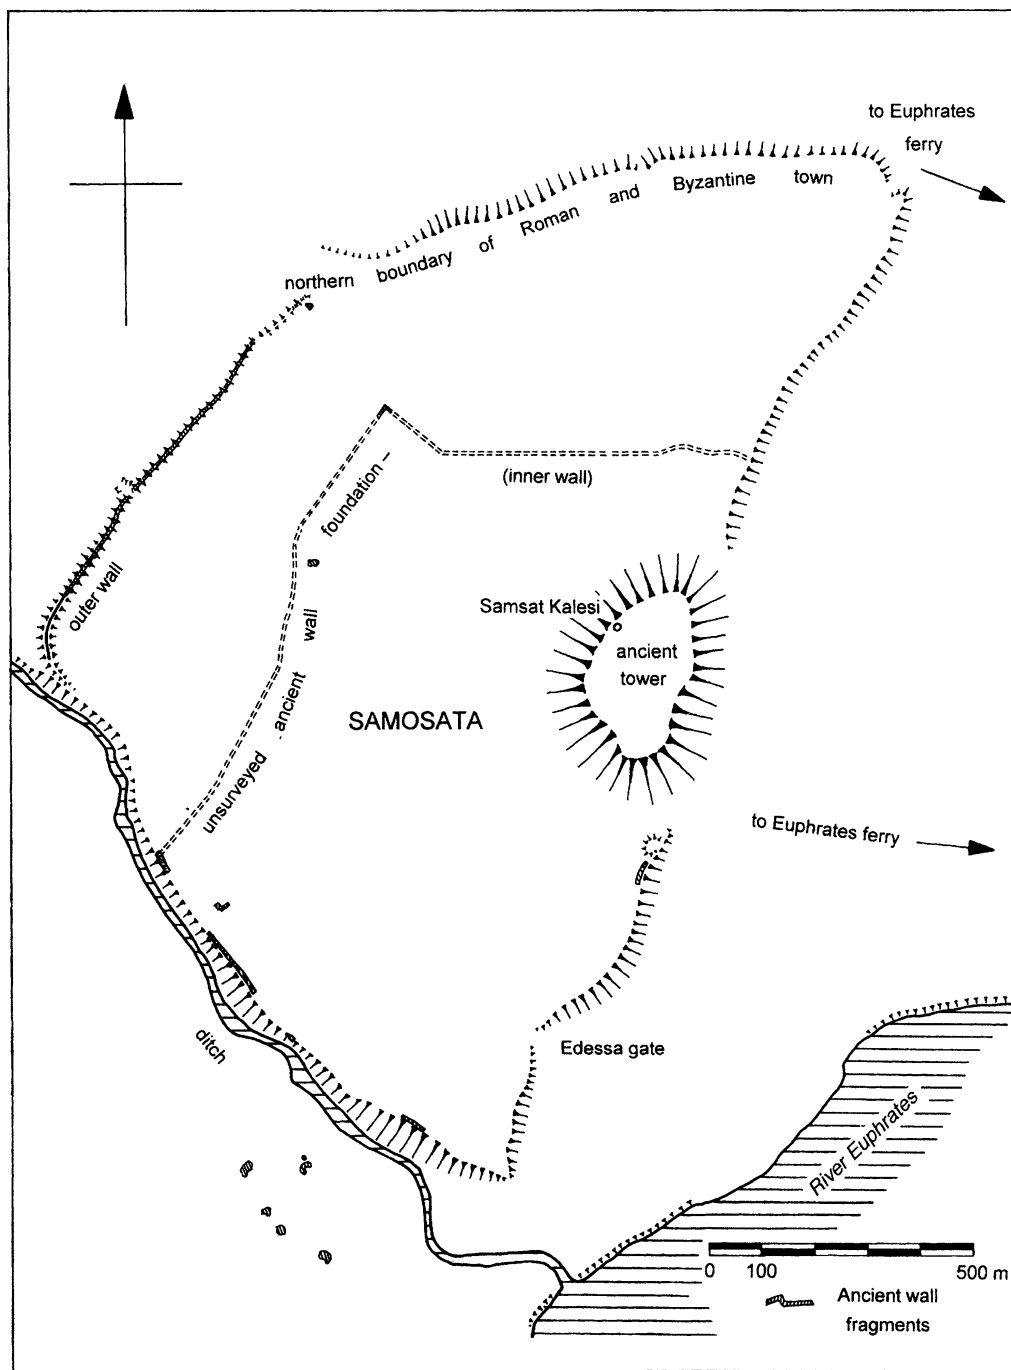 to Euphrates
ferry
northern boundary of Roman and Byzantine town
(inner wall)
foundation –
outer wall
Samsat Kalesi
ancient
tower
SAMOSATA
unsurveyed ancient wall
to Euphrates ferry
ditch
Edessa gate
River Euphrates
0 100 500 m
Ancient wall
fragments